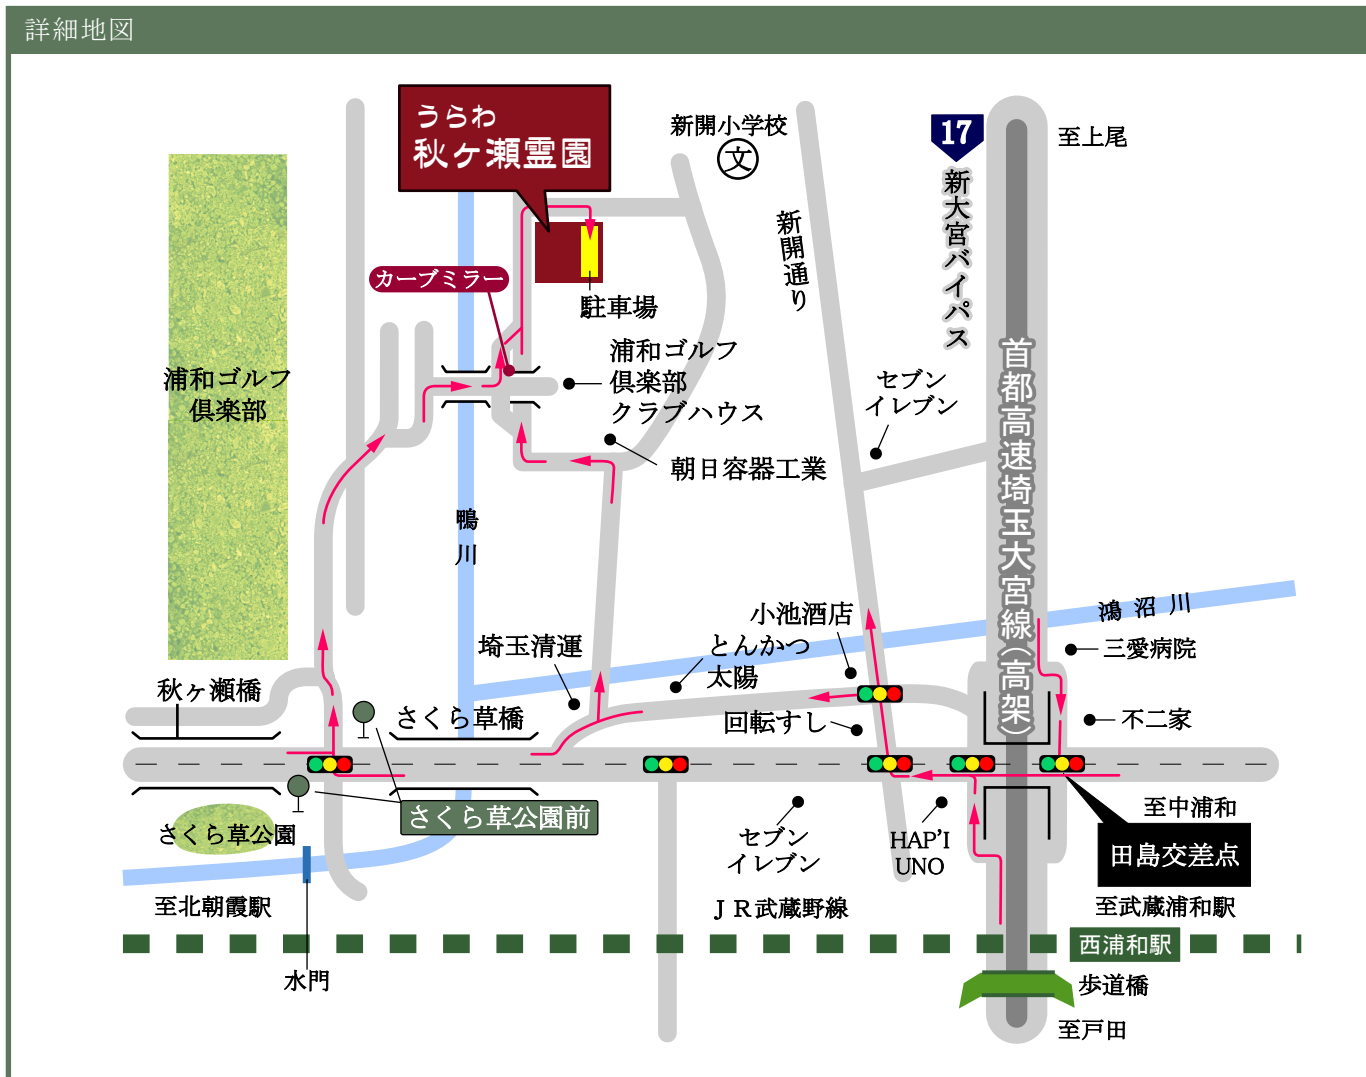 詳細地図
うらわ
秋ヶ瀬霊園
新開小学校
文
17
至上尾
新大宮バイパス
新開通り
カーブミラー
駐車場
浦和ゴルフ
倶楽部
浦和ゴルフ
倶楽部
クラブハウス
セブン
イレブン
首都高速埼玉大宮線(高架)
朝日容器工業
鴨川
鴻沼川
小池酒店
とんかつ
太陽
埼玉清運
三愛病院
秋ヶ瀬橋
さくら草橋
回転すし
不二家
さくら草公園前
さくら草公園
セブン
イレブン
HAP'I
UNO
至中浦和
田島交差点
至北朝霞駅
JR武蔵野線
至武蔵浦和駅
西浦和駅
水門
歩道橋
至戸田